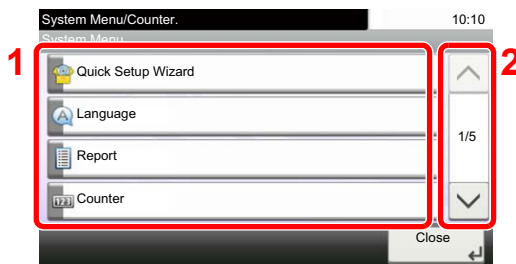 System Menu/Counter.
10:10
System Menu
1
2
Quick Setup Wizard
Language
1/5
Report
Counter
Close